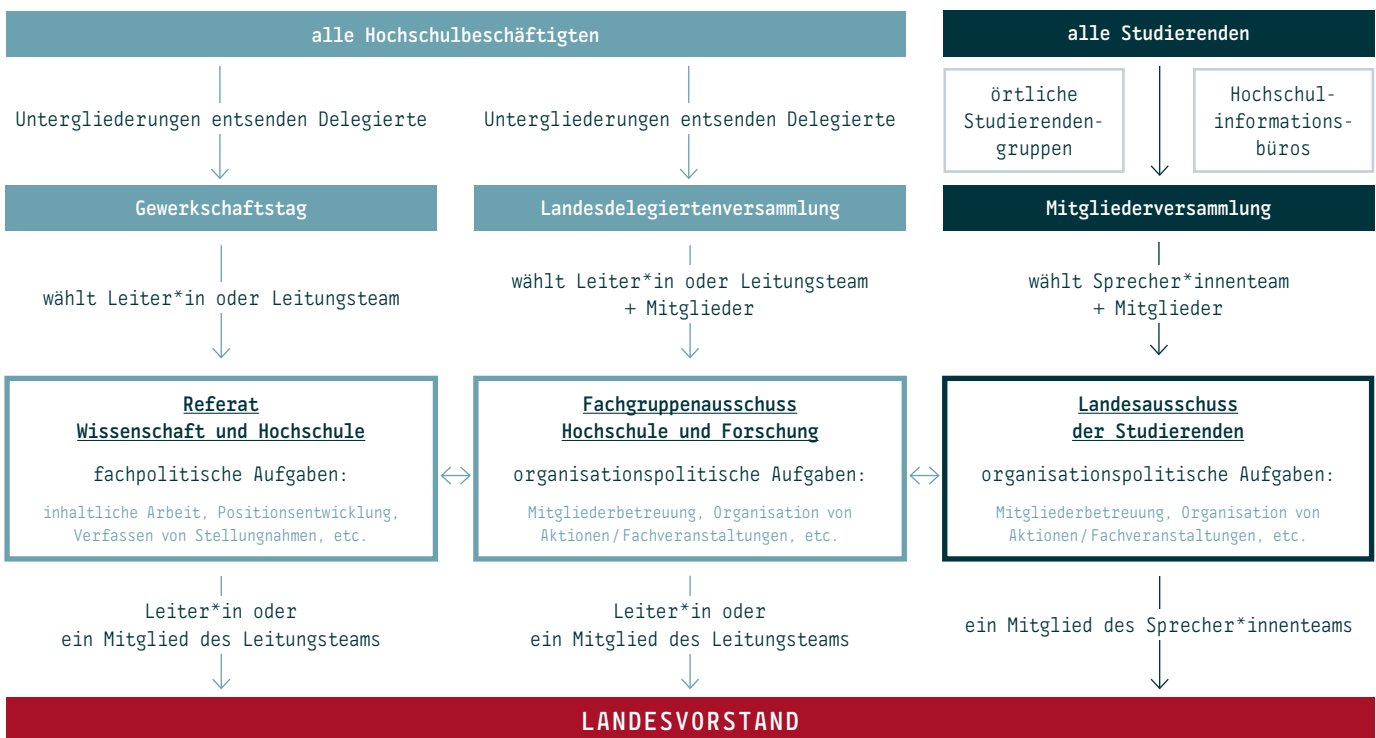 alle Hochschulbeschäftigten
alle Studierenden
Untergliederungen entsenden Delegierte
Untergliederungen entsenden Delegierte
örtliche
Studierenden-
gruppen
Hochschul-
informations-
büros
Gewerkschaftstag
Landesdelegiertenversammlung
Mitgliederversammlung
wählt Leiter*in oder Leitungsteam
wählt Leiter*in oder Leitungsteam
+ Mitglieder
wählt Sprecher*innenteam
+ Mitglieder
Referat
Wissenschaft und Hochschule
fachpolitische Aufgaben:
inhaltliche Arbeit, Positionsentwicklung,
Verfassen von Stellungnahmen, etc.
Fachgruppenausschuss
Hochschule und Forschung
organisationspolitische Aufgaben:
Mitgliederbetreuung, Organisation von
Aktionen/Fachveranstaltungen, etc.
Landesausschuss
der Studierenden
organisationspolitische Aufgaben:
Mitgliederbetreuung, Organisation von
Aktionen/Fachveranstaltungen, etc.
Leiter*in oder
ein Mitglied des Leitungsteams
Leiter*in oder
ein Mitglied des Leitungsteams
ein Mitglied des Sprecher*innenteams
LANDESVORSTAND